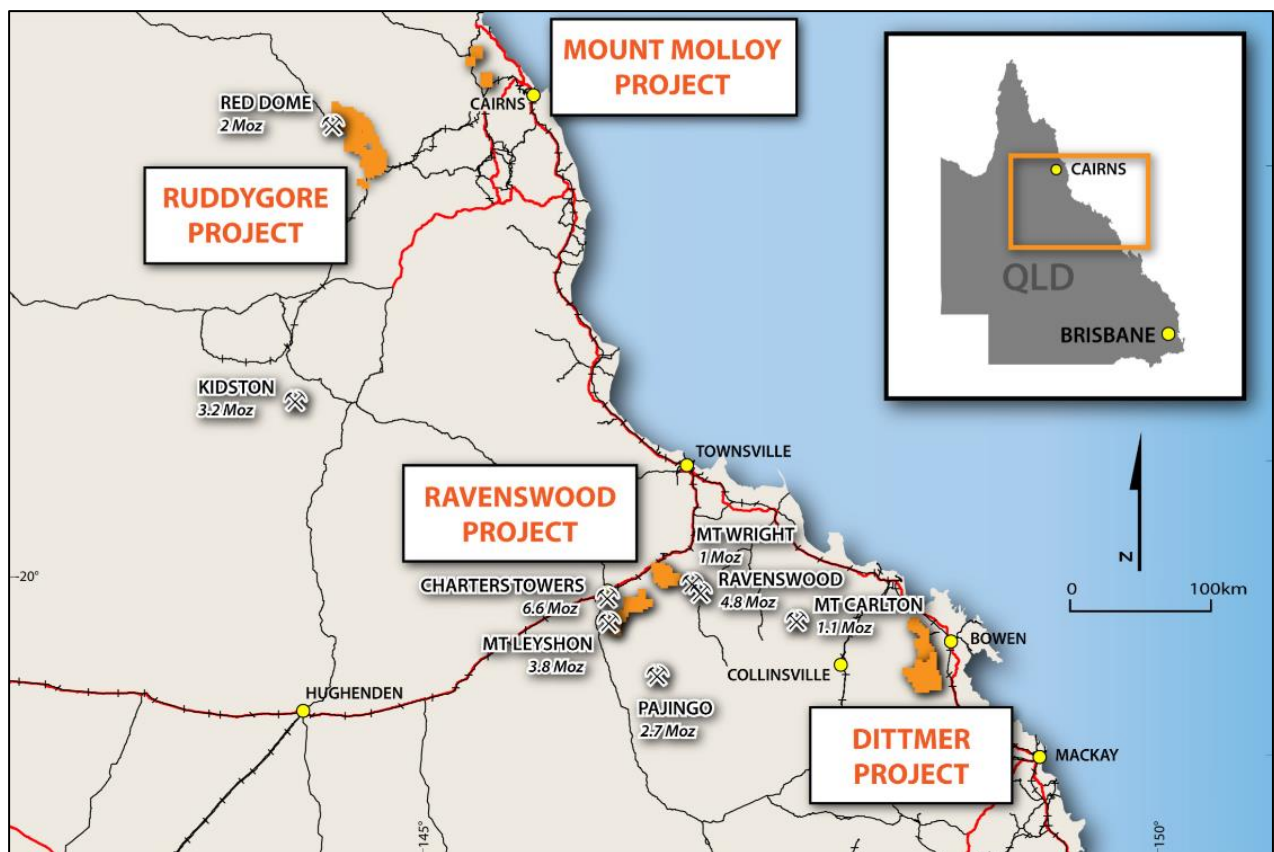 MOUNT MOLLOY
PROJECT
CAIRNS
RED DOME
2 Moz
RUDDYGORE
PROJECT
CAIRNS
QLD
BRISBANE
KIDSTON
3.2 Moz
TOWNSVILLE
RAVENSWOOD
PROJECT
MT WRIGHT
1 Moz
N
-20°
CHARTERS TOWERS
6.6 Moz
RAVENSWOOD
4.8 Moz
MT CARLTON
1.1 Moz
0
100km
MT LEYSHON
3.8 Moz
BOWEN
COLLINSVILLE
HUGHENDEN
PAJINGO
2.7 Moz
DITTMER
PROJECT
MACKAY
-145°
-150°